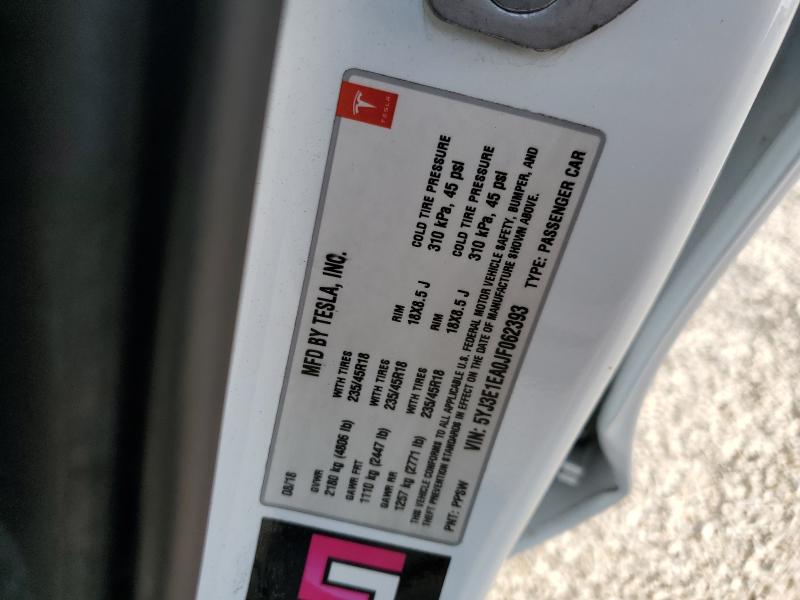 TESLA
MFD BY TESLA, INC.
08/18
GVWR
2180 kg (4806 lb)
WITH TIRES
235/45R18
RIM
18X8.5 J
COLD TIRE PRESSURE
310 kPa, 45 psi
GAWR FRT
1110 kg (2447 lb)
WITH TIRES
235/45R18
RIM
18X8.5 J
COLD TIRE PRESSURE
310 kPa, 45 psi
GAWR RR
1257 kg (2771 lb)
WITH TIRES
235/45R18
THIS VEHICLE CONFORMS TO ALL APPLICABLE U.S. FEDERAL MOTOR VEHICLE SAFETY, BUMPER, AND
THEFT PREVENTION STANDARDS IN EFFECT ON THE DATE OF MANUFACTURE SHOWN ABOVE.
PNT: PPSW
VIN: 5YJ3E1EA0JF062393
TYPE: PASSENGER CAR